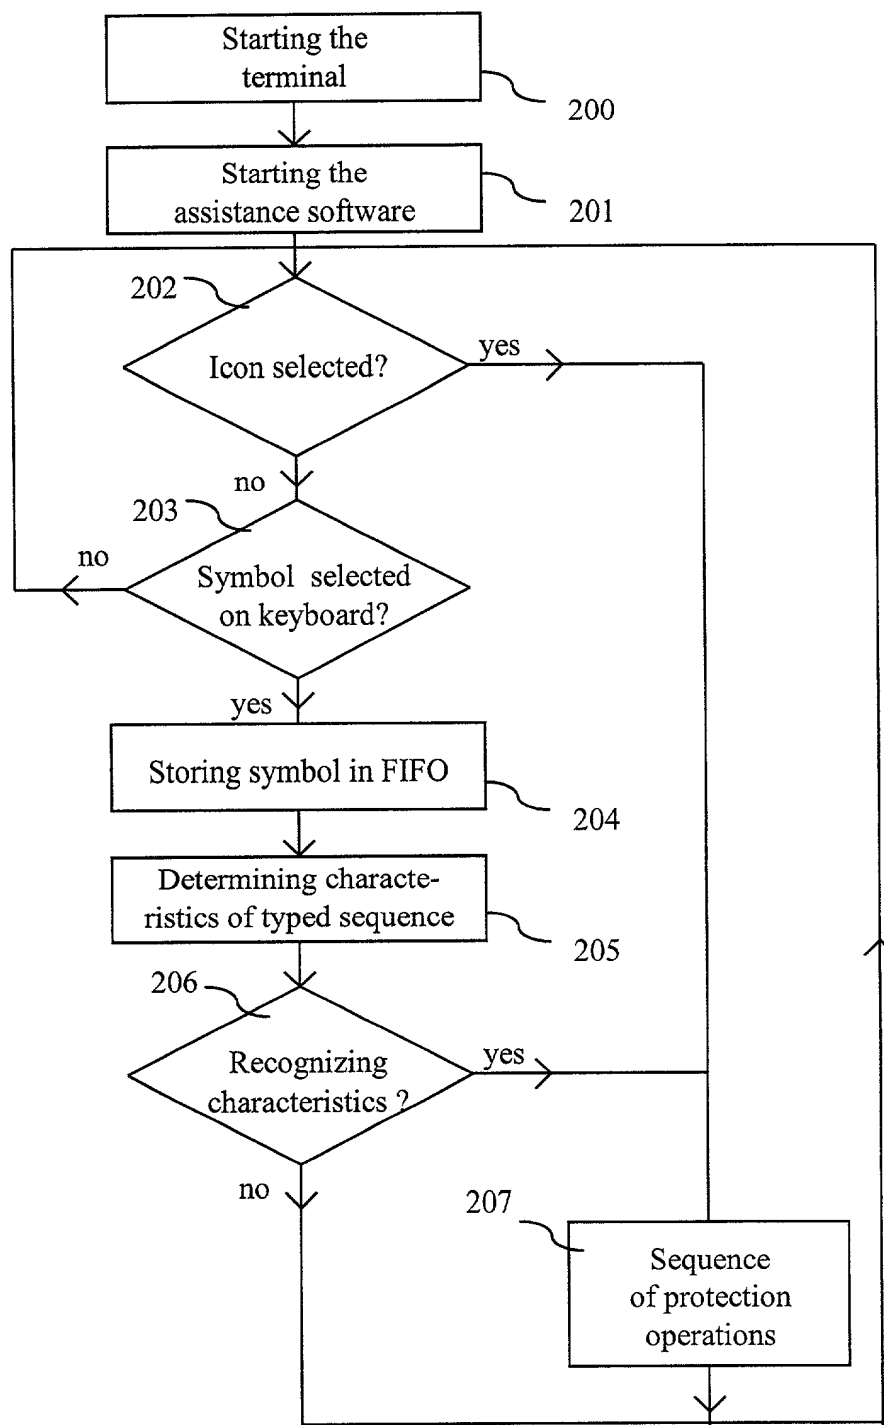 Starting the
terminal
200
Starting the
assistance software
201
202
Icon selected?
yes
no
203
no
Symbol selected
on keyboard?
yes
Storing symbol in FIFO
204
Determining characte-
ristics of typed sequence
205
206
Recognizing
characteristics ?
yes
no
207
Sequence
of protection
operations